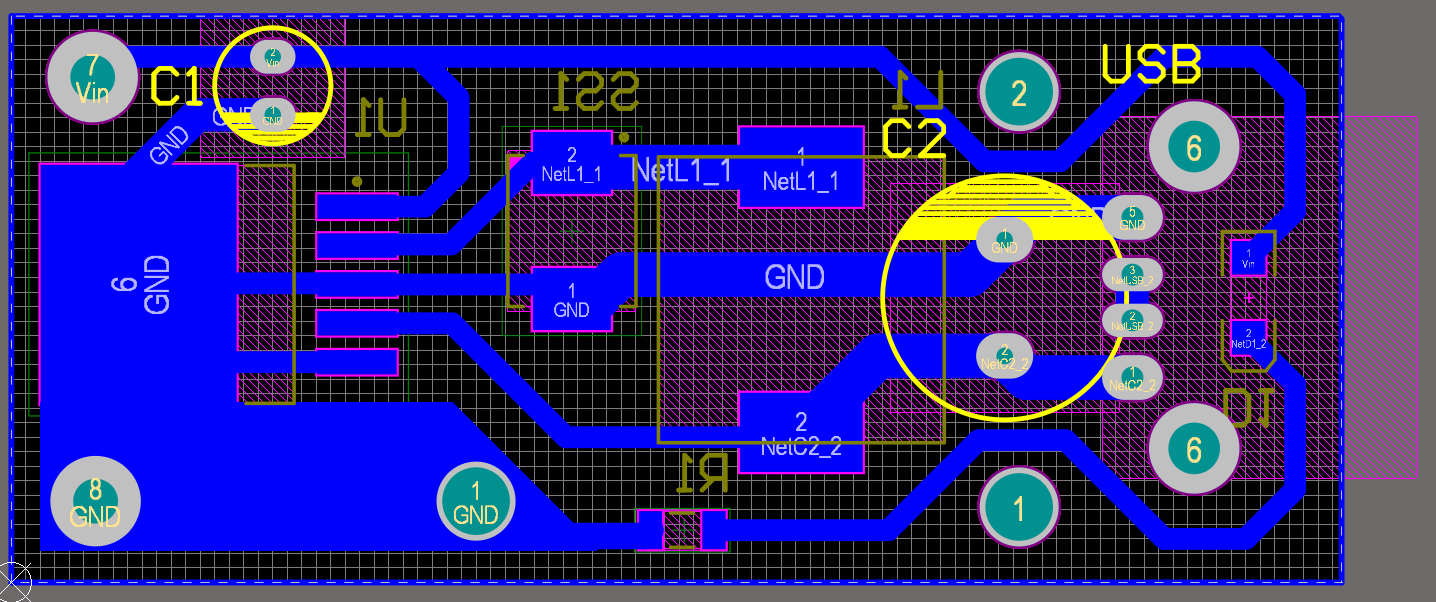 7
Vin
C1
2
Vin
1
GND
GND
GND
U1
SS1
2
NetL1_1
NetL1_1
1
NetL1_1
L1
C2
2
USB
6
5
GND
1
GND
3
NetUSB_2
2
NetUSB_2
1
NetC2_2
2
NetC2_2
1
Vin
2
NetD1_2
D1
6
GND
1
GND
GND
2
NetC2_2
R1
8
GND
1
GND
1
6